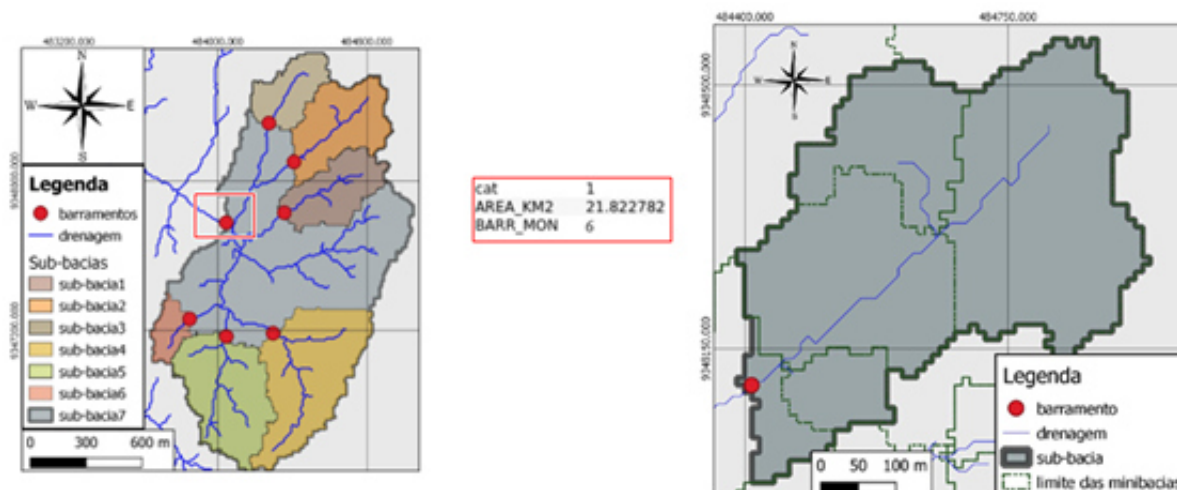 483200.000
484000.000
484800.000
N
W
E
S
9348000.000
9347200.000
Legenda
barramentos
drenagem
Sub-bacias
sub-bacia1
sub-bacia2
sub-bacia3
sub-bacia4
sub-bacia5
sub-bacia6
sub-bacia7
0 300 600 m
cat 1
AREA_KM2 21.822782
BARR_MON 6
484400.000
484750.000
N
W
E
S
9348500.000
9348150.000
Legenda
barramento
drenagem
sub-bacia
limite das minibacias
0 50 100 m